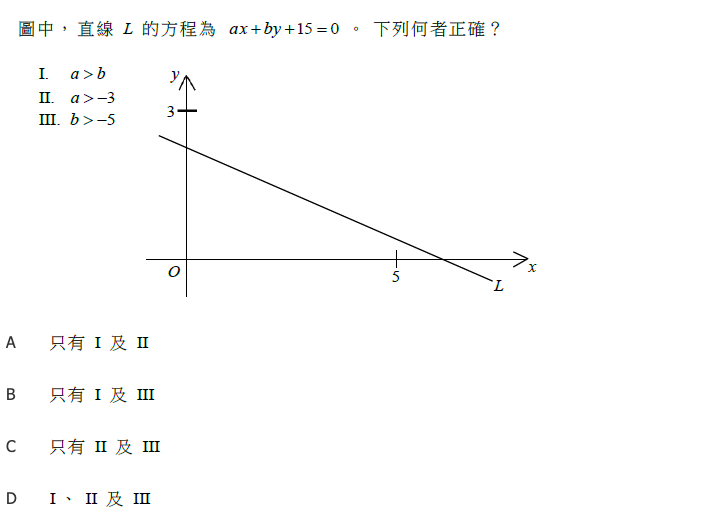 圖中，直線 L 的方程為 ax+by+15=0 。 下列何者正確？
I. a>b
II. a>−3
III. b>−5
y
3
O
5
x
L
A 只有 I 及 II
B 只有 I 及 III
C 只有 II 及 III
D I、 II 及 III